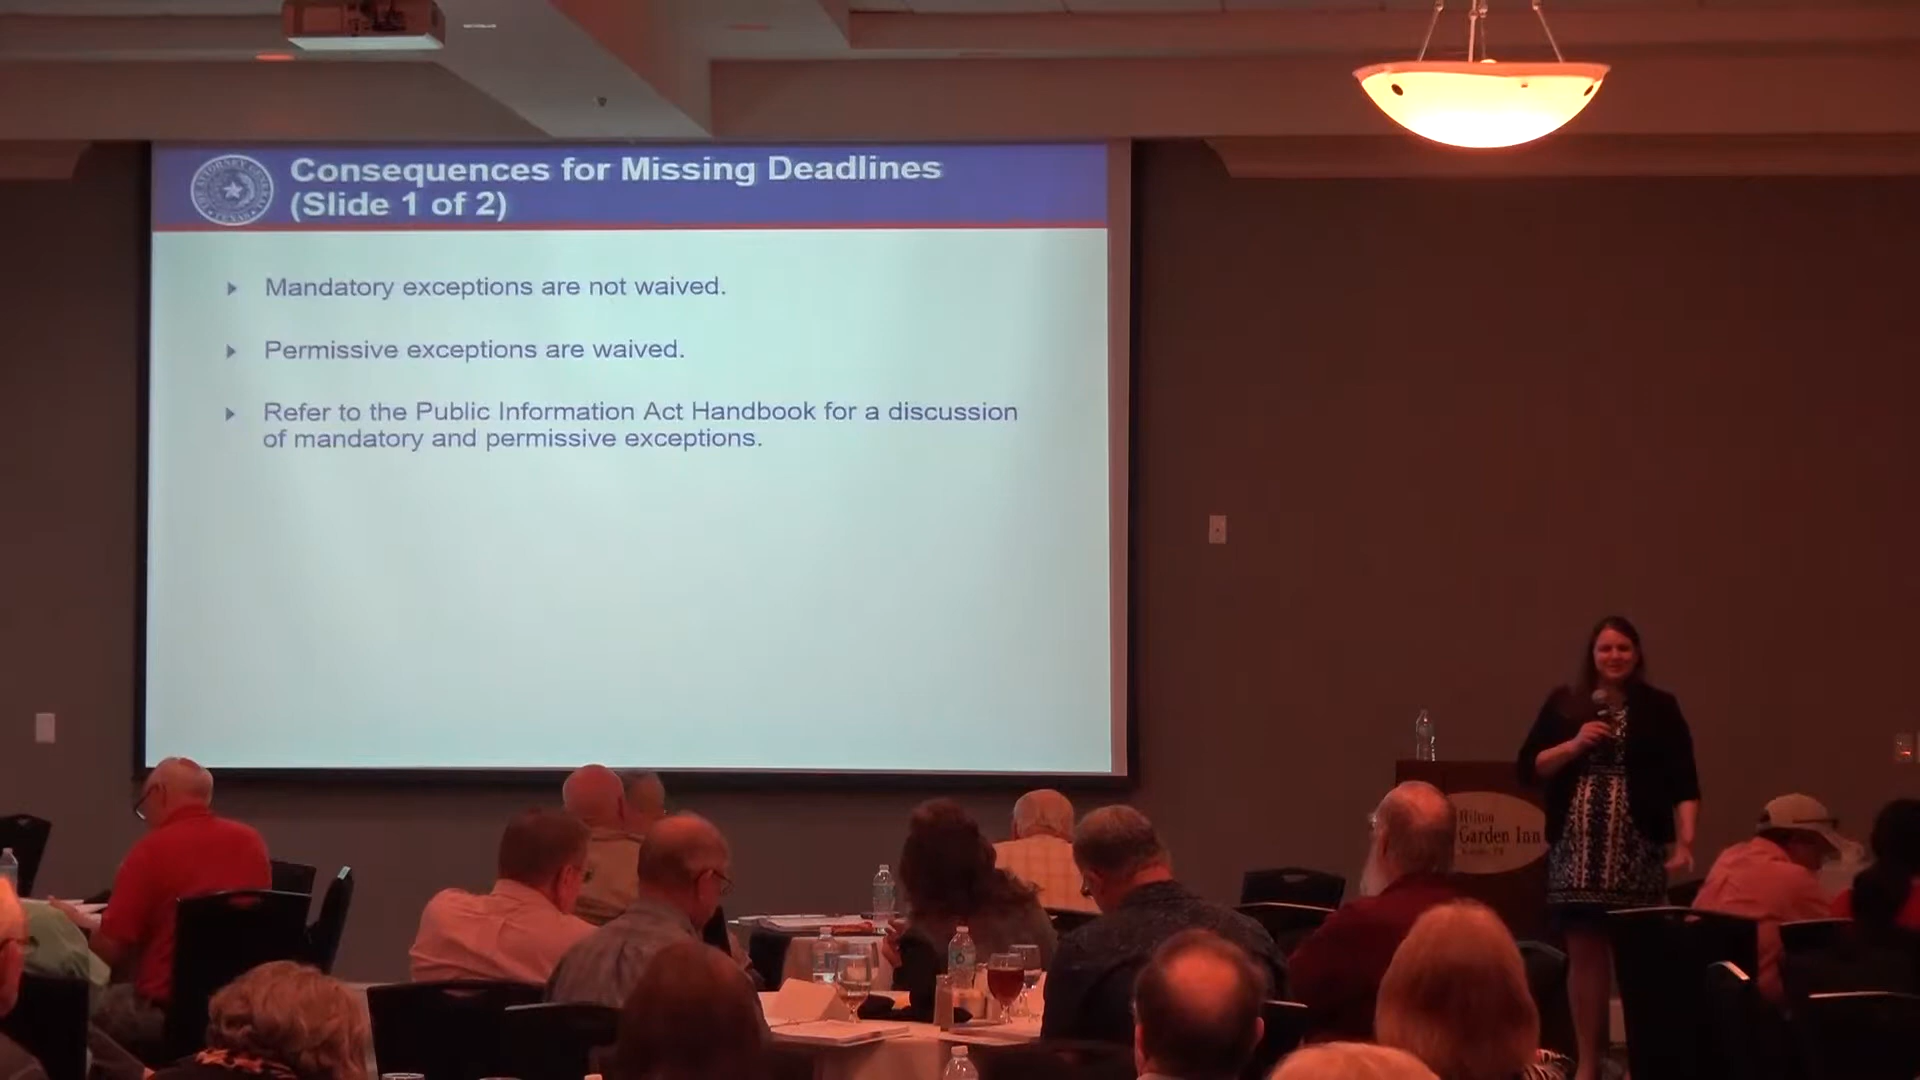 Consequences for Missing Deadlines
(Slide 1 of 2)
Mandatory exceptions are not waived.
Permissive exceptions are waived.
Refer to the Public Information Act Handbook for a discussion
of mandatory and permissive exceptions.
Hilton
Garden Inn